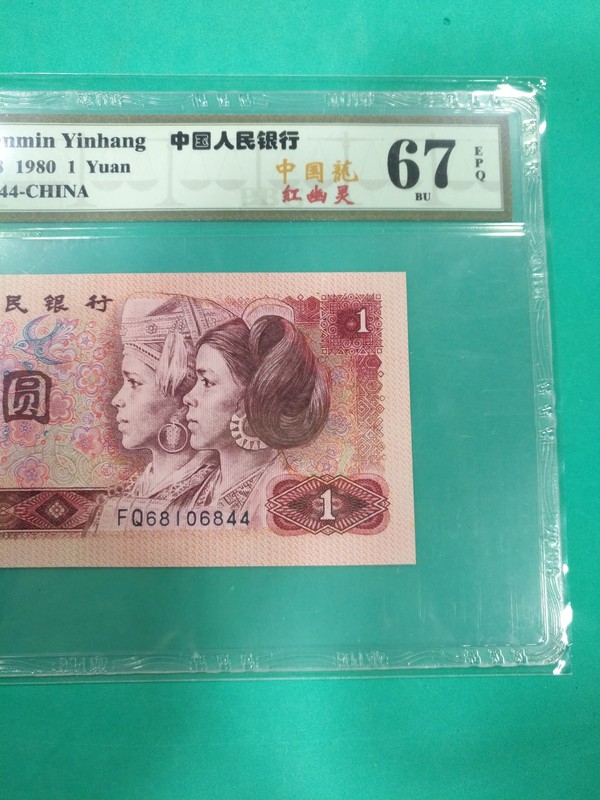 nmin Yinhang 中国人民银行
1980 1 Yuan
44-CHINA
中国龍
红幽灵
67
EPQ
BU
民银行
1
圆
FQ68106844
1